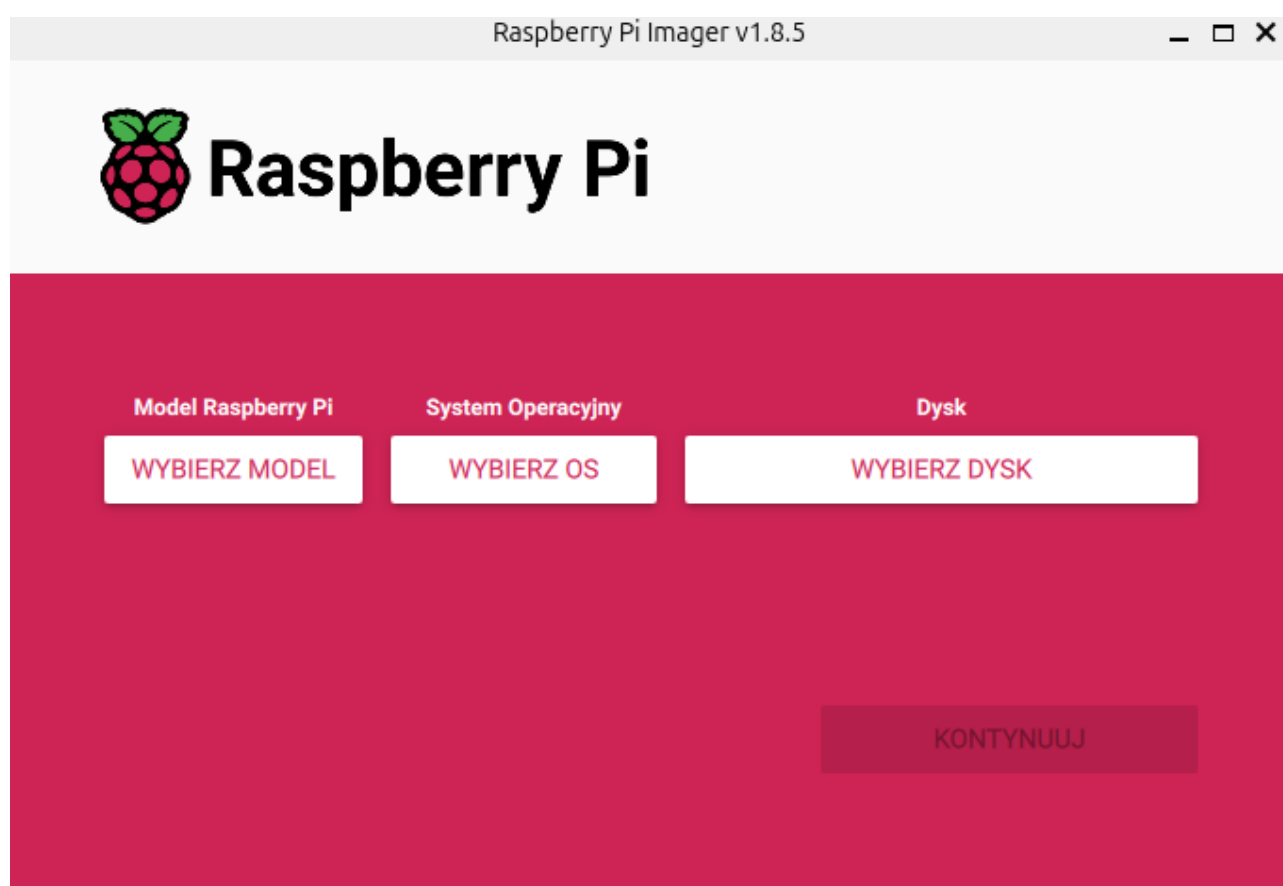 Raspberry Pi Imager v1.8.5
Raspberry Pi
Model Raspberry Pi
System Operacyjny
Dysk
WYBIERZ MODEL
WYBIERZ OS
WYBIERZ DYSK
KONTYNUUJ